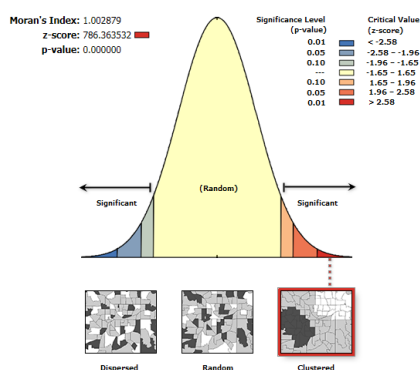 Moran's Index: 1.002879
z-score: 786.363532
p-value: 0.000000
Significance Level
(p-value)
Critical Value
(z-score)
0.01 < -2.58
0.05 -2.58 - -1.96
0.10 -1.96 - -1.65
--- -1.65 - 1.65
0.10 1.65 - 1.96
0.05 1.96 - 2.58
0.01 > 2.58
(Random)
Significant
Significant
Dispersed
Random
Clustered